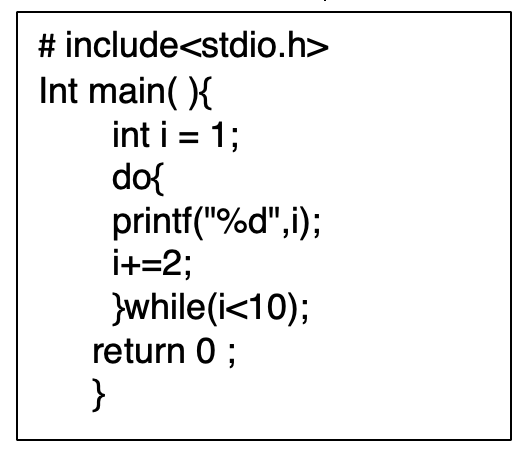 # include<stdio.h>
Int main( ){
int i = 1;
do{
printf("%d",i);
i+=2;
}while(i<10);
return 0 ;
}